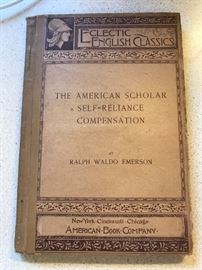 ECLECTIC
ENGLISH CLASSICS
THE AMERICAN SCHOLAR
SELF-RELIANCE
COMPENSATION
BY
RALPH WALDO EMERSON
New York · Cincinnati · Chicago
AMERICAN · BOOK · COMPANY